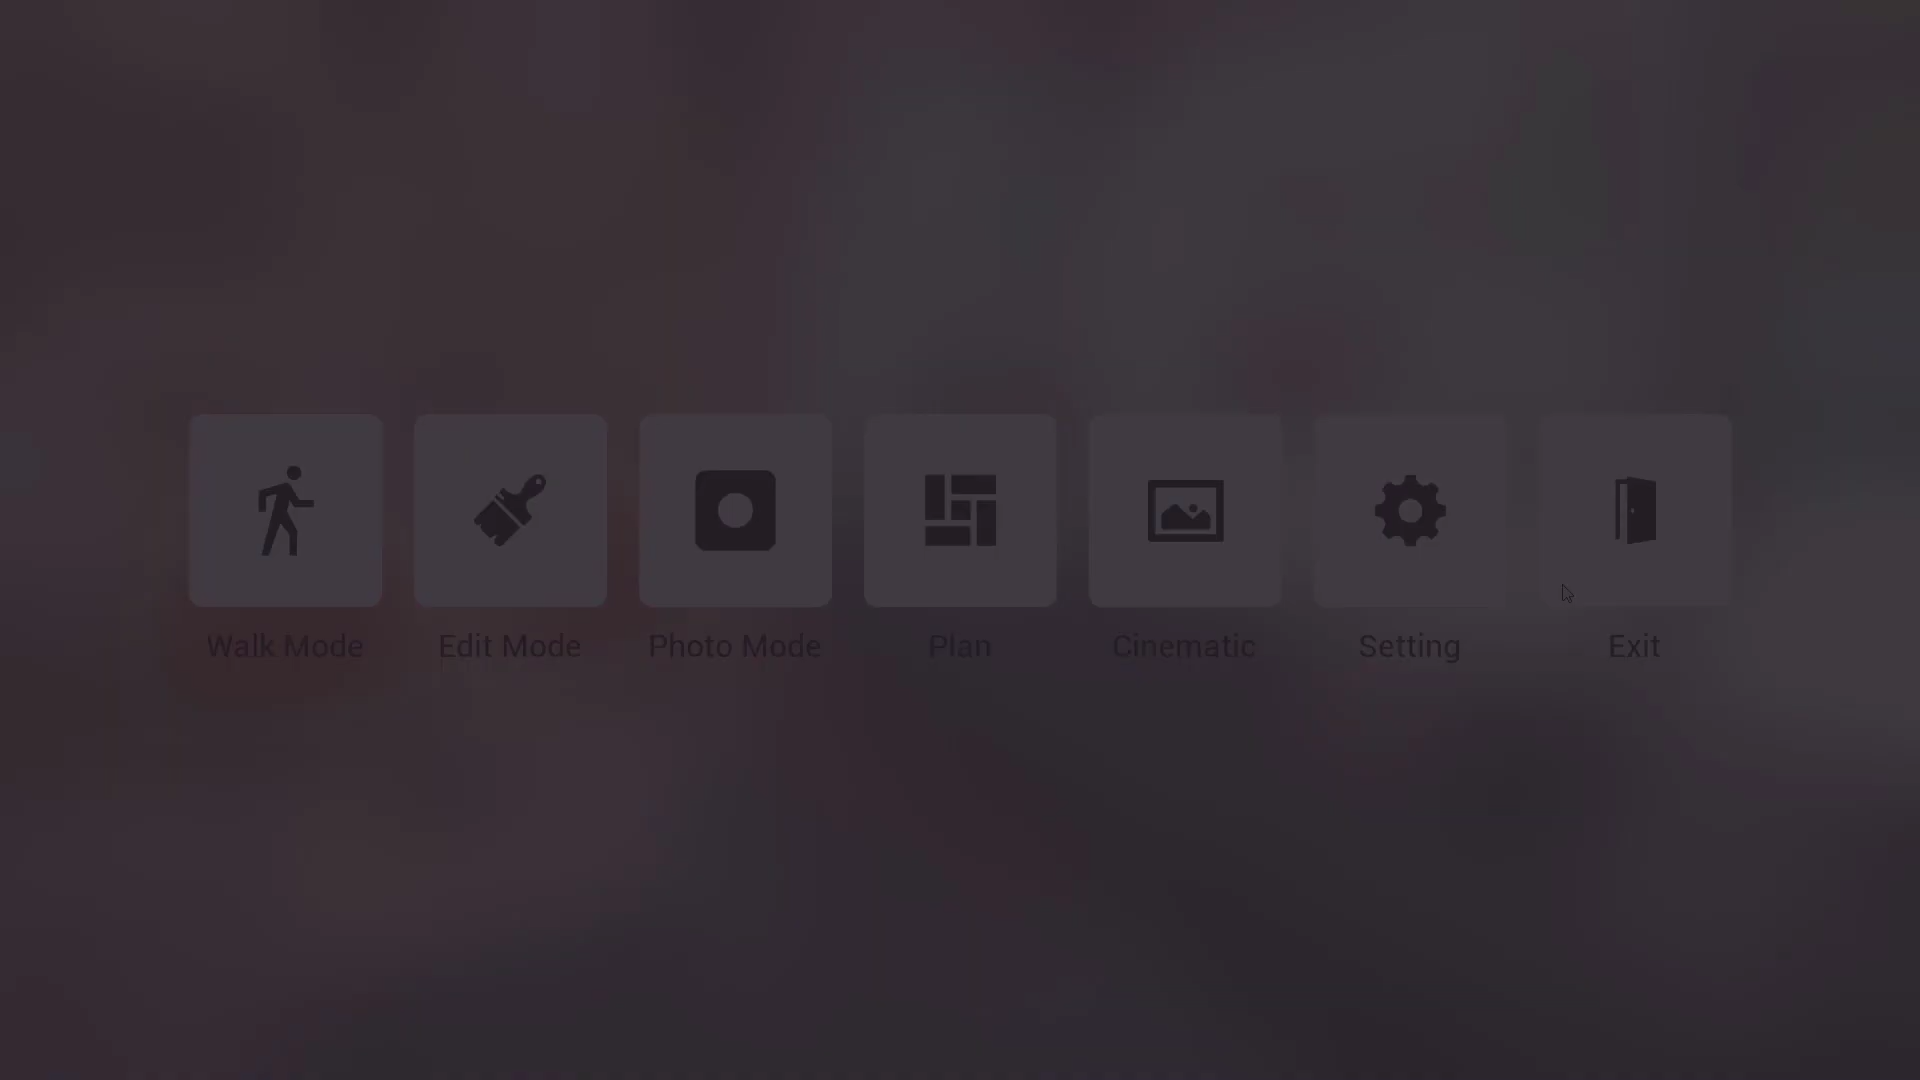 Walk Mode
Edit Mode
Photo Mode
Plan
Cinematic
Setting
Exit